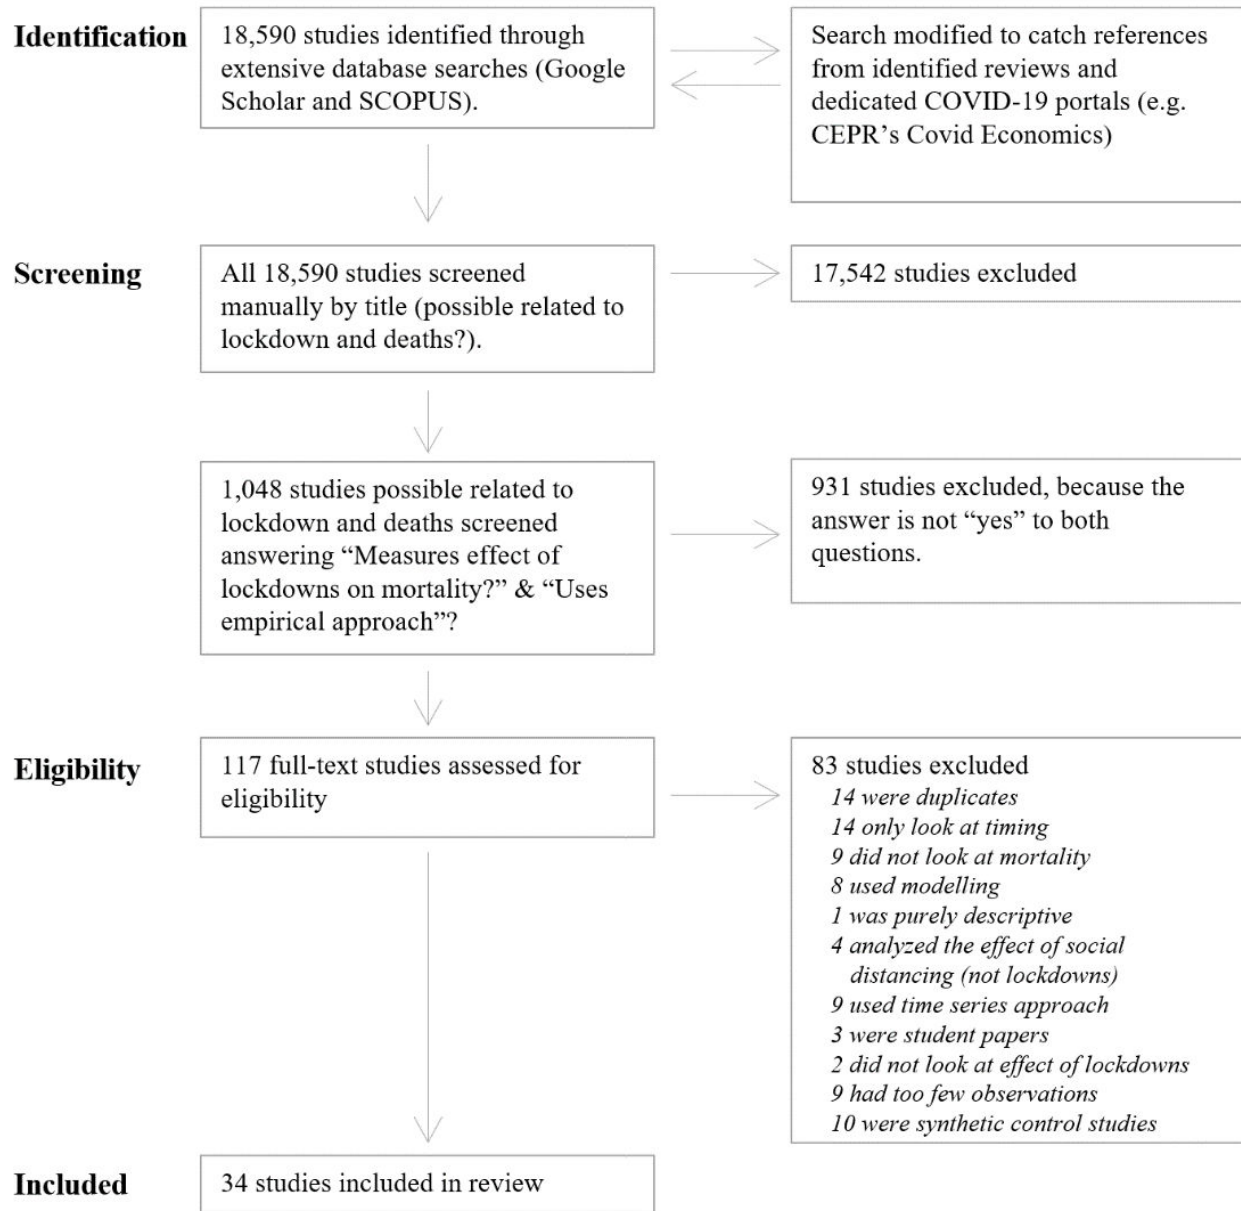 Identification
18,590 studies identified through
extensive database searches (Google
Scholar and SCOPUS).
Search modified to catch references
from identified reviews and
dedicated COVID-19 portals (e.g.
CEPR's Covid Economics)
Screening
All 18,590 studies screened
manually by title (possible related to
lockdown and deaths?).
17,542 studies excluded
1,048 studies possible related to
lockdown and deaths screened
answering “Measures effect of
lockdowns on mortality?” & “Uses
empirical approach”?
931 studies excluded, because the
answer is not “yes” to both
questions.
Eligibility
117 full-text studies assessed for
eligibility
83 studies excluded
14 were duplicates
14 only look at timing
9 did not look at mortality
8 used modelling
1 was purely descriptive
4 analyzed the effect of social
distancing (not lockdowns)
9 used time series approach
3 were student papers
2 did not look at effect of lockdowns
9 had too few observations
10 were synthetic control studies
Included
34 studies included in review